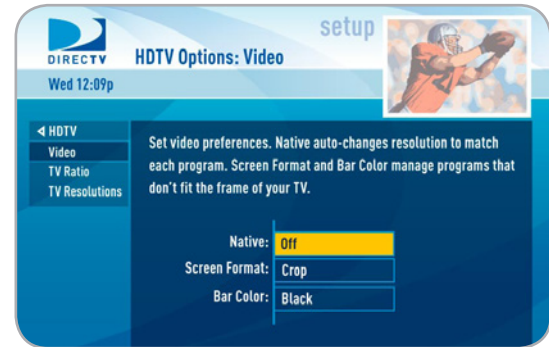 setup
DIRECTV
HDTV Options: Video
Wed 12:09p
HDTV
Video
TV Ratio
TV Resolutions
Set video preferences. Native auto-changes resolution to match
each program. Screen Format and Bar Color manage programs that
don't fit the frame of your TV.
Native: Off
Screen Format: Crop
Bar Color: Black